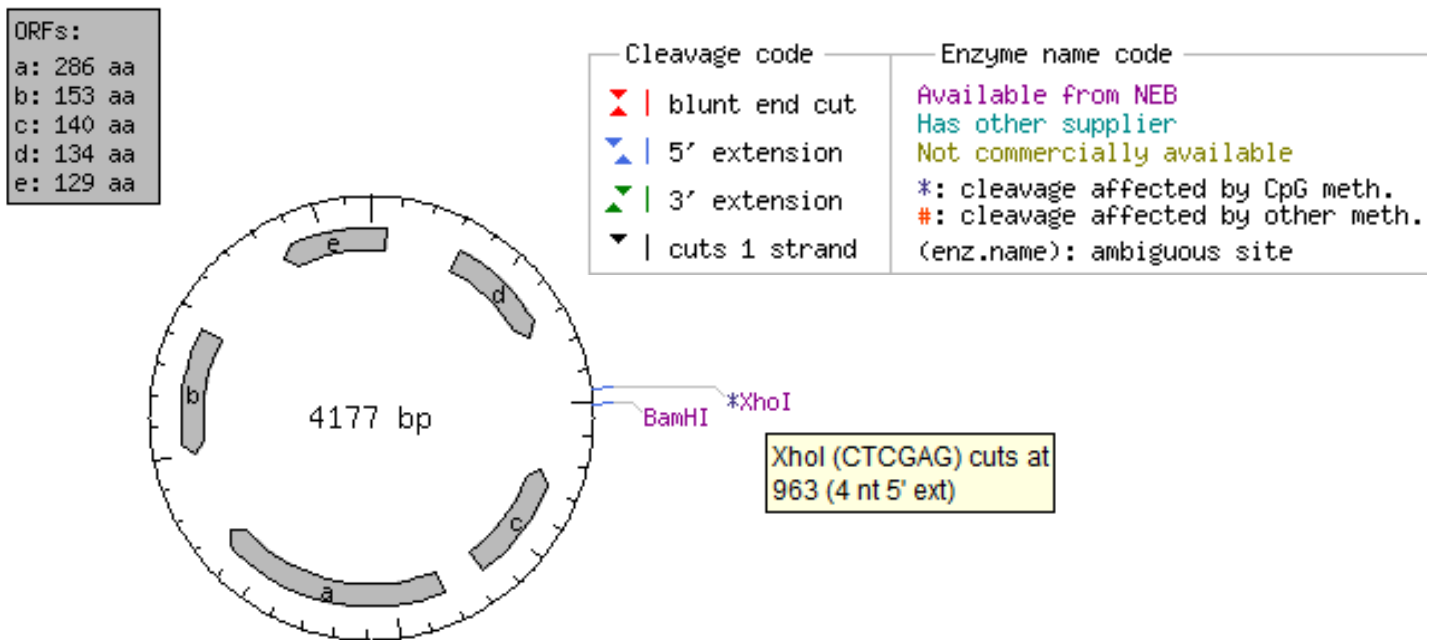 ORFs:
a: 286 aa
b: 153 aa
c: 140 aa
d: 134 aa
e: 129 aa
Cleavage code
blunt end cut
5′ extension
3′ extension
cuts 1 strand
Enzyme name code
Available from NEB
Has other supplier
Not commercially available
*: cleavage affected by CpG meth.
#: cleavage affected by other meth.
(enz.name): ambiguous site
e
d
b
4177 bp
*XhoI
BamHI
XhoI (CTCGAG) cuts at
963 (4 nt 5' ext)
c
a